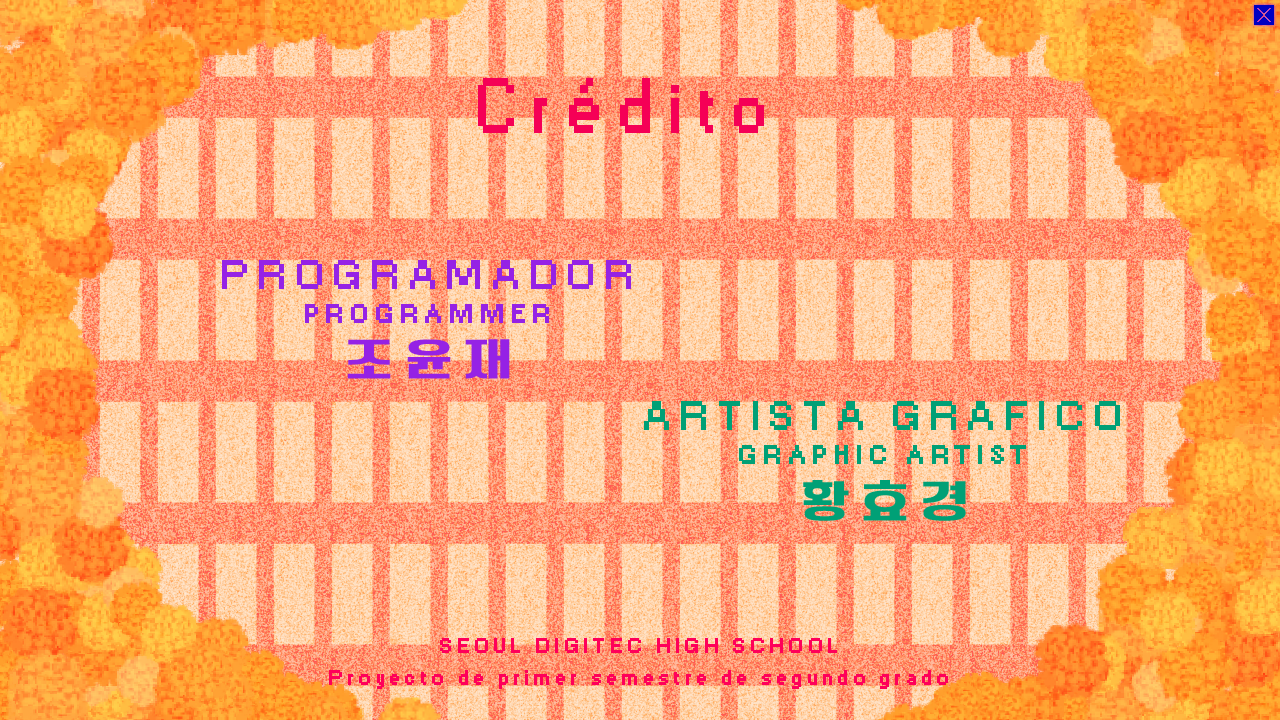 Crédito
PROGRAMADOR
PROGRAMMER
조윤재
ARTISTA GRAFICO
GRAPHIC ARTIST
황효경
SEOUL DIGITEC HIGH SCHOOL
Proyecto de primer semestre de segundo grado